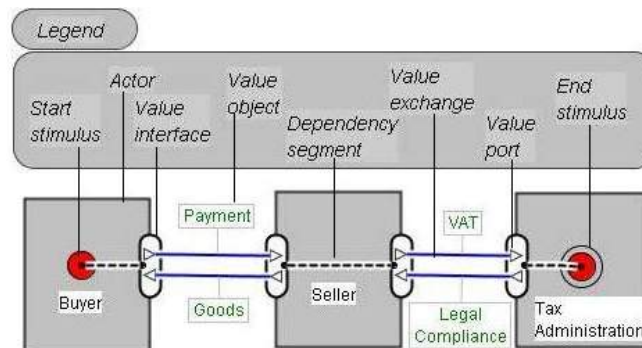 Legend
Actor
Value object
Value exchange
End stimulus
Start stimulus
Value interface
Dependency segment
Value port
Payment
VAT
Buyer
Goods
Seller
Legal Compliance
Tax Administration